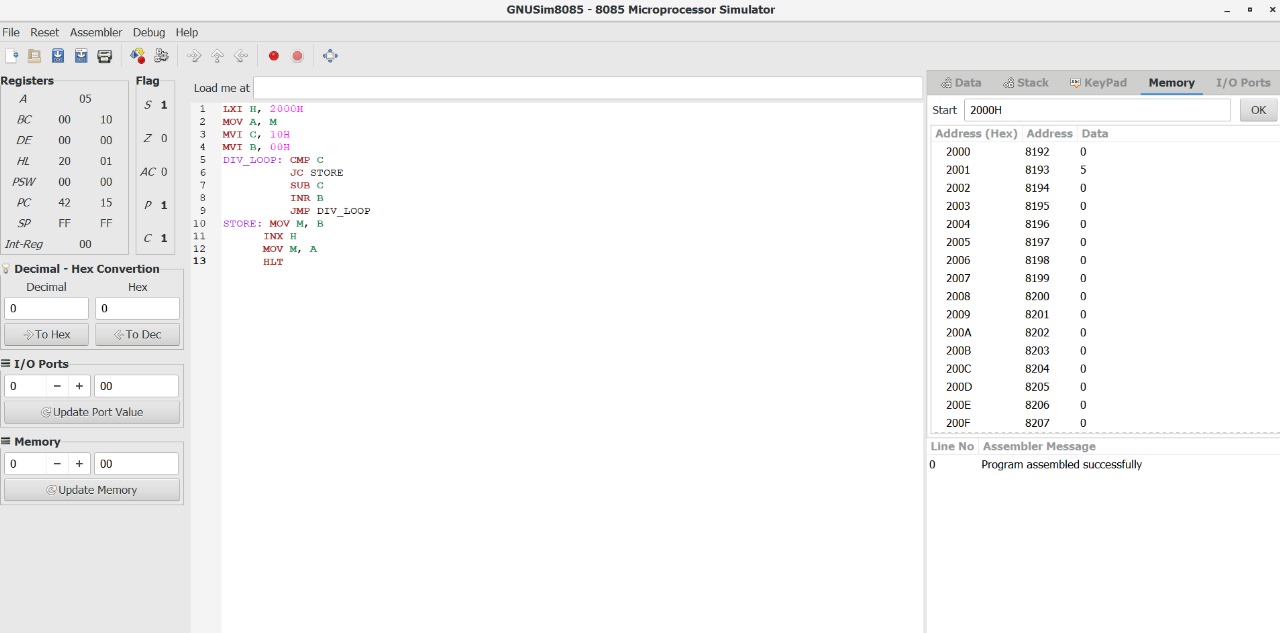 GNUSim8085 - 8085 Microprocessor Simulator
File Reset Assembler Debug Help
Registers
A 05
BC 00 10
DE 00 00
HL 20 01
PSW 00 00
PC 42 15
SP FF FF
Int-Reg 00
Flag
S 1
Z 0
AC 0
P 1
C 1
Decimal - Hex Convertion
Decimal Hex
0 0
To Hex To Dec
I/O Ports
0 - + 00
Update Port Value
Memory
0 - + 00
Update Memory
Load me at
1 LXI H, 2000H
2 MOV A, M
3 MVI C, 10H
4 MVI B, 00H
5 DIV_LOOP: CMP C
6 JC STORE
7 SUB C
8 INR B
9 JMP DIV_LOOP
10 STORE: MOV M, B
11 INX H
12 MOV M, A
13 HLT
Data Stack KeyPad Memory I/O Ports
Start 2000H OK
Address (Hex) Address Data
2000 8192 0
2001 8193 5
2002 8194 0
2003 8195 0
2004 8196 0
2005 8197 0
2006 8198 0
2007 8199 0
2008 8200 0
2009 8201 0
200A 8202 0
200B 8203 0
200C 8204 0
200D 8205 0
200E 8206 0
200F 8207 0
Line No Assembler Message
0 Program assembled successfully